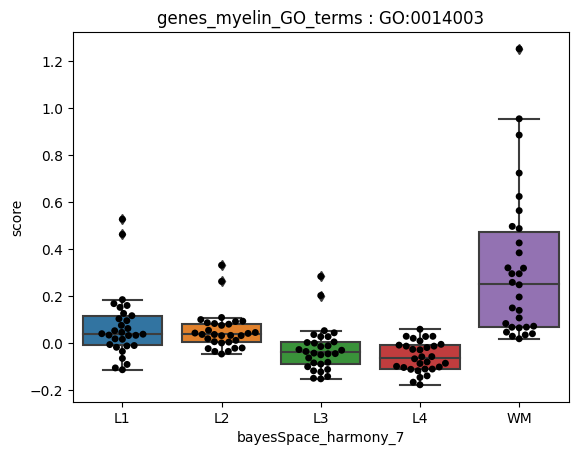 genes_myelin_GO_terms : GO:0014003
1.2
1.0
0.8
0.6
0.4
0.2
0.0
−0.2
score
L1 L2 L3 L4 WM
bayesSpace_harmony_7